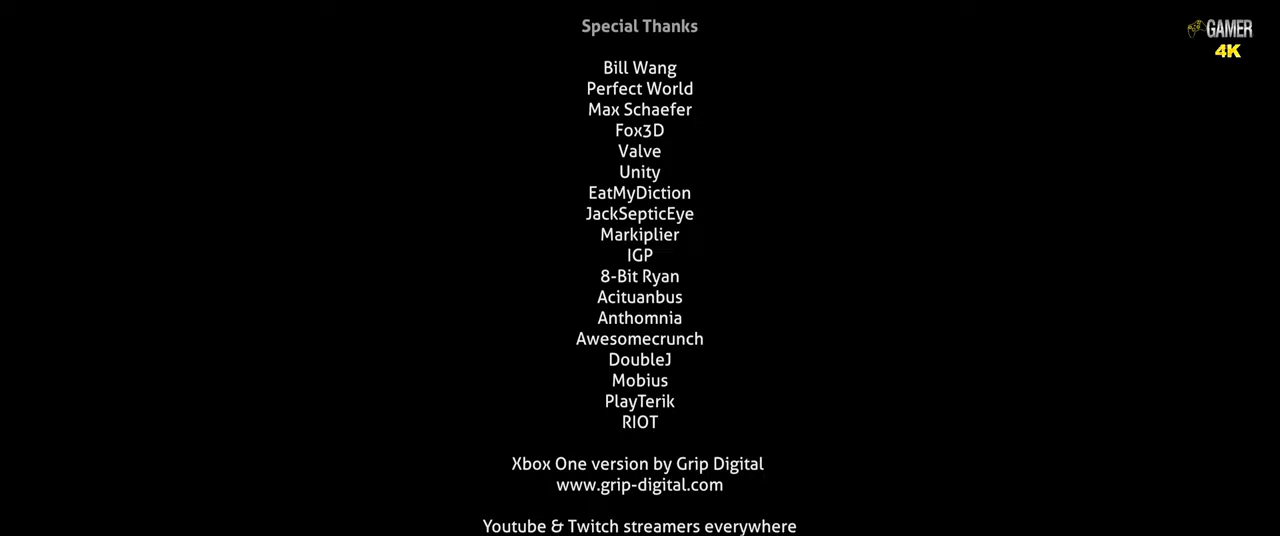 Special Thanks
Bill Wang
Perfect World
Max Schaefer
Fox3D
Valve
Unity
EatMyDiction
JackSepticEye
Markiplier
IGP
8-Bit Ryan
Acituanbus
Anthomnia
Awesomecrunch
DoubleJ
Mobius
PlayTerik
RIOT
Xbox One version by Grip Digital
www.grip-digital.com
Youtube & Twitch streamers everywhere
GAMER
4K